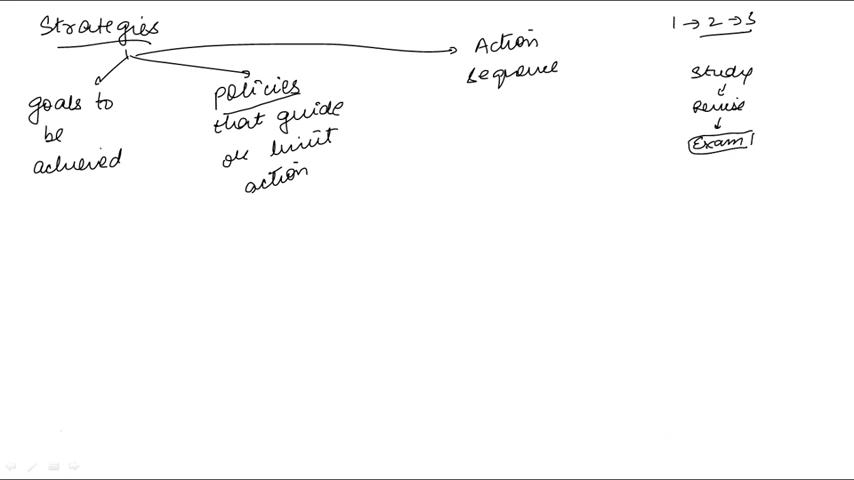 Strategies
goals to
be
achieved
policies
that guide
or limit
action
Action
sequence
1 → 2 → 3
Study
↓
Revise
↓
Exam